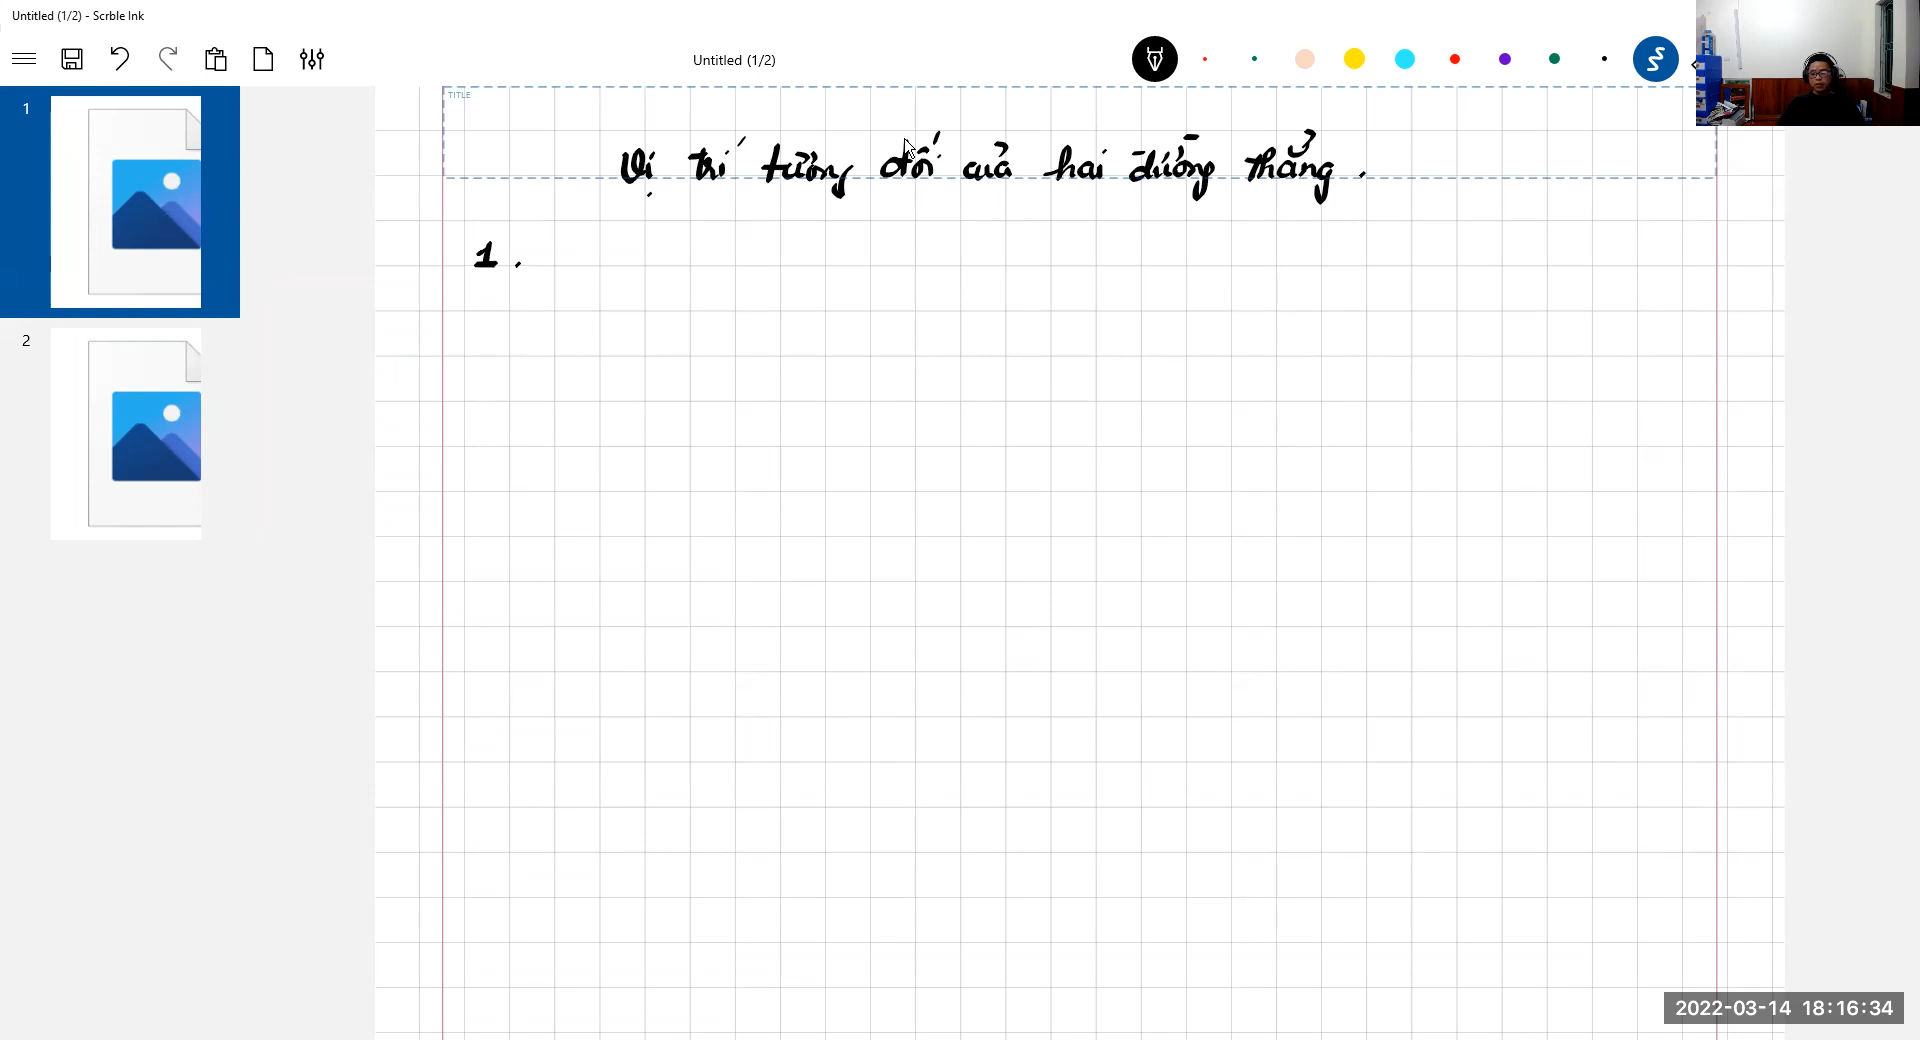 Untitled (1/2) - Scrble Ink
Untitled (1/2)
1
2
TITLE
Vị trí tương đối của hai đường thẳng .
1 .
2022-03-14 18:16:34